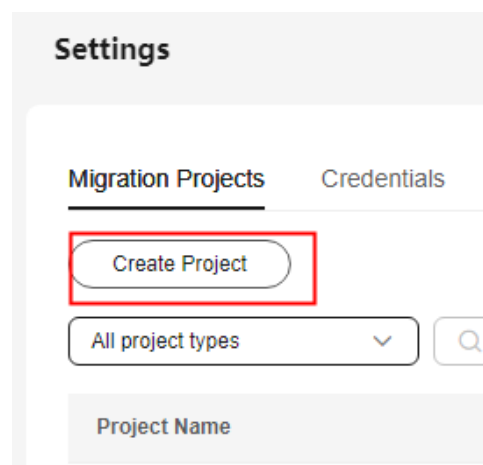 Settings
Migration Projects Credentials
Create Project
All project types
Project Name